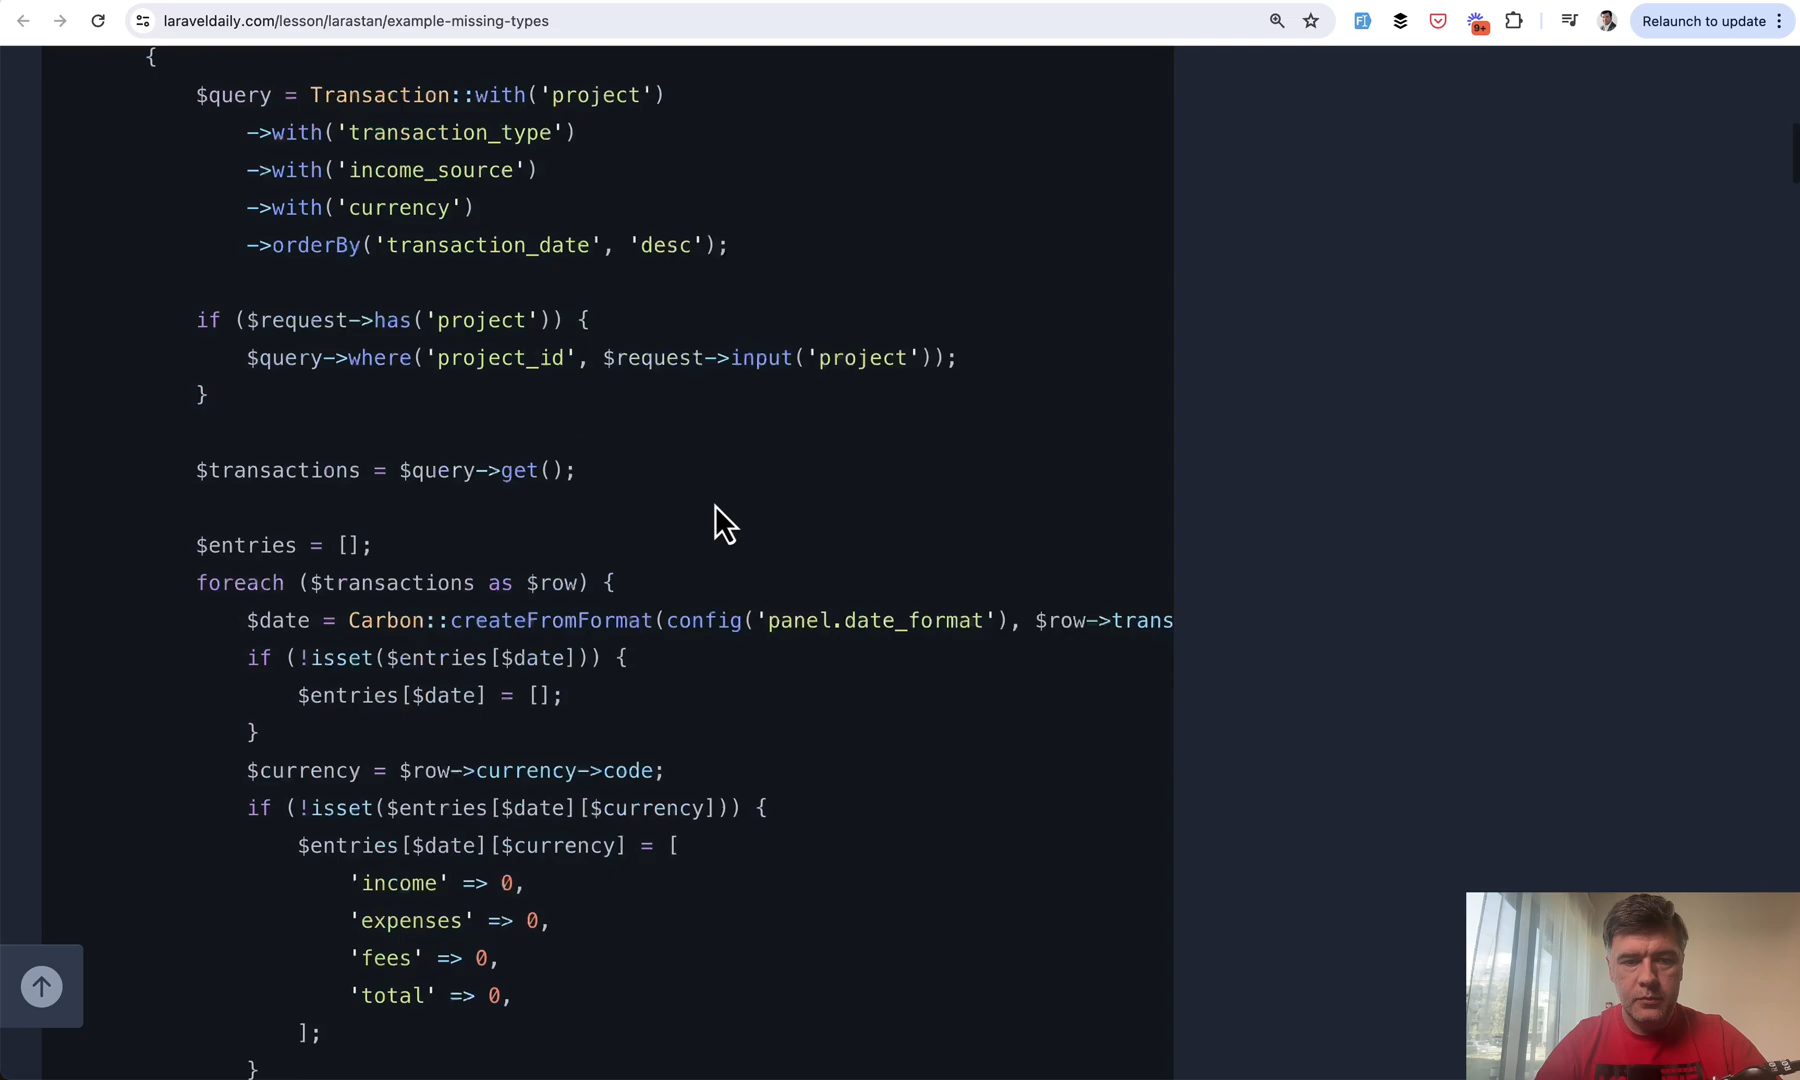 laraveldaily.com/lesson/larastan/example-missing-types
9+
Relaunch to update
{
$query = Transaction::with('project')
->with('transaction_type')
->with('income_source')
->with('currency')
->orderBy('transaction_date', 'desc');
if ($request->has('project')) {
$query->where('project_id', $request->input('project'));
}
$transactions = $query->get();
$entries = [];
foreach ($transactions as $row) {
$date = Carbon::createFromFormat(config('panel.date_format'), $row->trans
if (!isset($entries[$date])) {
$entries[$date] = [];
}
$currency = $row->currency->code;
if (!isset($entries[$date][$currency])) {
$entries[$date][$currency] = [
'income' => 0,
'expenses' => 0,
'fees' => 0,
'total' => 0,
];
}